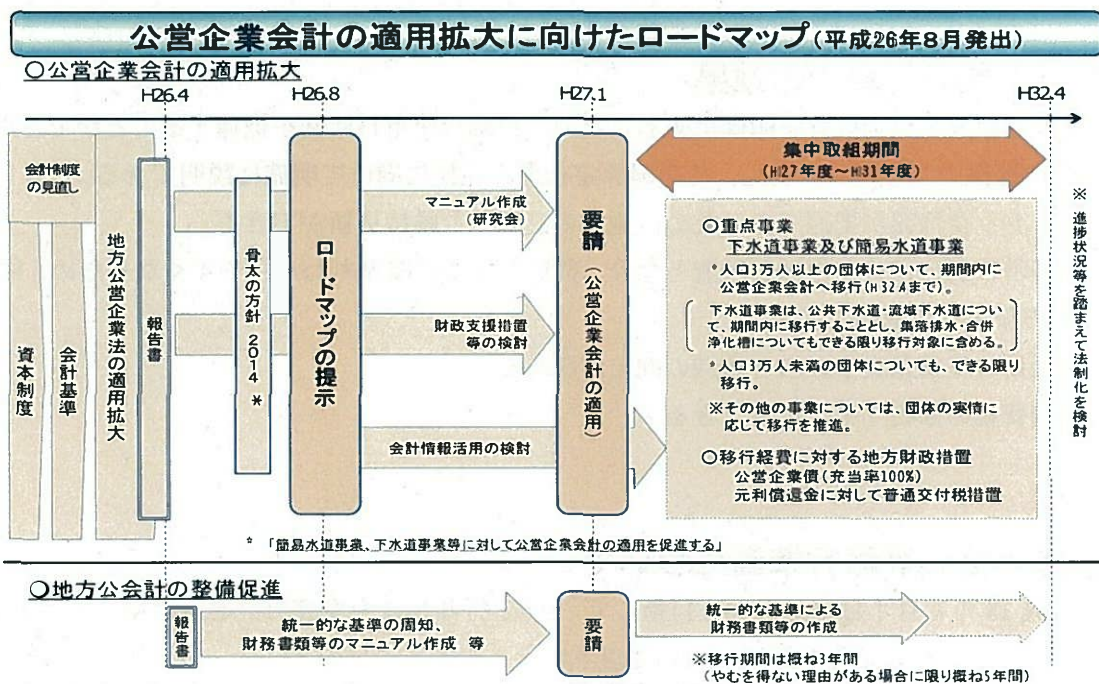 公営企業会計の適用拡大に向けたロードマップ(平成26年8月発出)
○公営企業会計の適用拡大
H26.4
H26.8
H27.1
H32.4
会計制度
の見直し
資本制度
会計基準
地方公営企業法の適用拡大
報告書
骨太の方針 2014 *
ロードマップの提示
マニュアル作成
(研究会)
財政支援措置
等の検討
会計情報活用の検討
要請(公営企業会計の適用)
集中取組期間
(H27年度~H31年度)
○重点事業
下水道事業及び簡易水道事業
*人口3万人以上の団体について、期間内に
公営企業会計へ移行(H32.4まで)。
下水道事業は、公共下水道・流域下水道につい
て、期間内に移行することとし、集落排水・合併
浄化槽についてもできる限り移行対象に含める。
*人口3万人未満の団体についても、できる限り
移行。
※その他の事業については、団体の実情に
応じて移行を推進。
○移行経費に対する地方財政措置
公営企業債(充当率100%)
元利償還金に対して普通交付税措置
※ 進捗状況等を踏まえて法制化を検討
* 「簡易水道事業、下水道事業等に対して公営企業会計の適用を促進する」
○地方公会計の整備促進
報告書
統一的な基準の周知、
財務書類等のマニュアル作成 等
要請
統一的な基準による
財務書類等の作成
※移行期間は概ね3年間
(やむを得ない理由がある場合に限り概ね5年間)